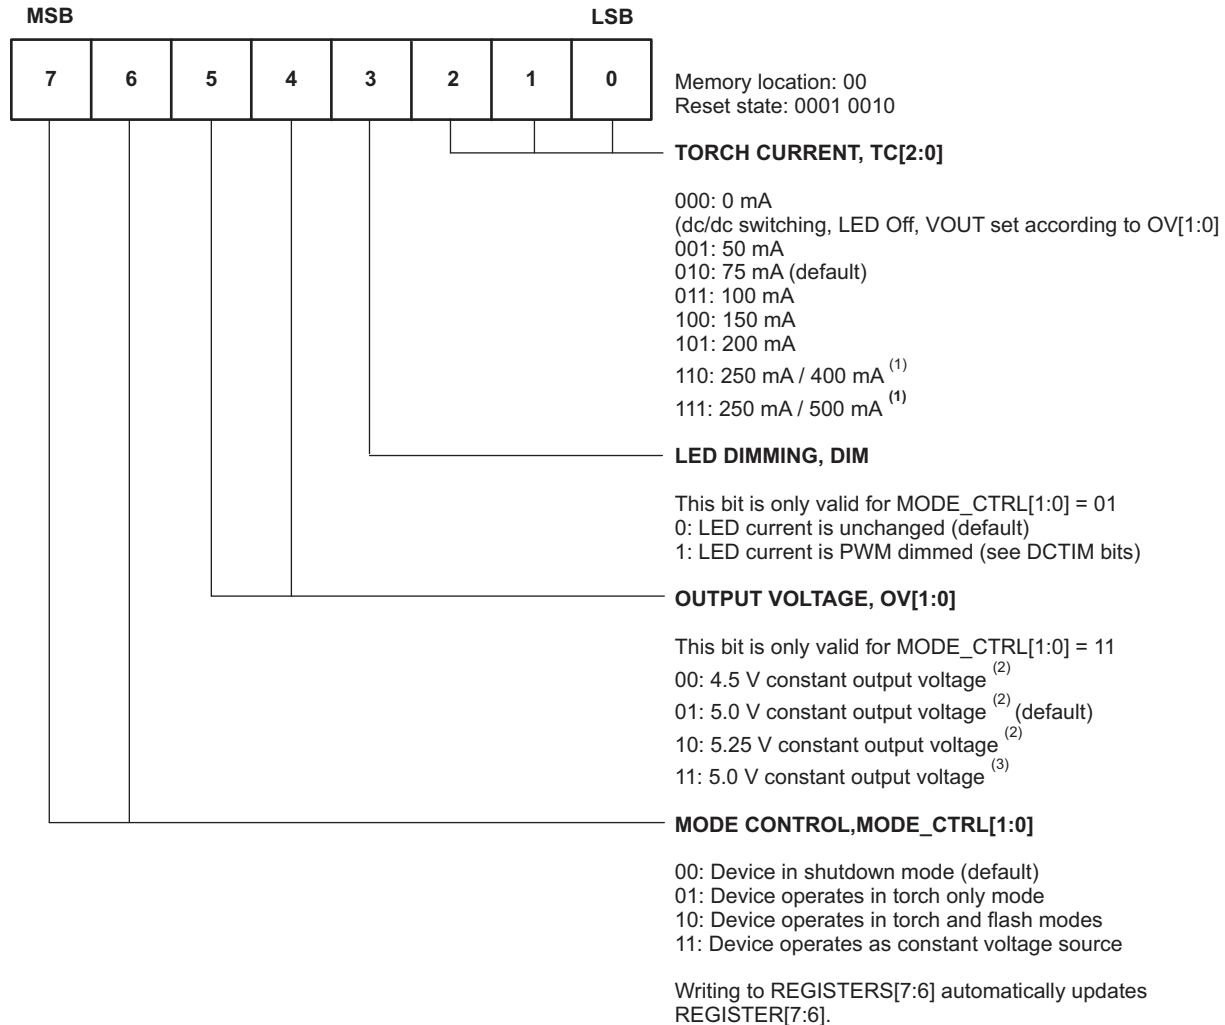 MSB LSB
7 6 5 4 3 2 1 0
Memory location: 00
Reset state: 0001 0010
TORCH CURRENT, TC[2:0]
000: 0 mA
(dc/dc switching, LED Off, VOUT set according to OV[1:0]
001: 50 mA
010: 75 mA (default)
011: 100 mA
100: 150 mA
101: 200 mA
110: 250 mA / 400 mA (1)
111: 250 mA / 500 mA (1)
LED DIMMING, DIM
This bit is only valid for MODE_CTRL[1:0] = 01
0: LED current is unchanged (default)
1: LED current is PWM dimmed (see DCTIM bits)
OUTPUT VOLTAGE, OV[1:0]
This bit is only valid for MODE_CTRL[1:0] = 11
00: 4.5 V constant output voltage (2)
01: 5.0 V constant output voltage (2) (default)
10: 5.25 V constant output voltage (2)
11: 5.0 V constant output voltage (3)
MODE CONTROL,MODE_CTRL[1:0]
00: Device in shutdown mode (default)
01: Device operates in torch only mode
10: Device operates in torch and flash modes
11: Device operates as constant voltage source
Writing to REGISTERS[7:6] automatically updates
REGISTER[7:6].